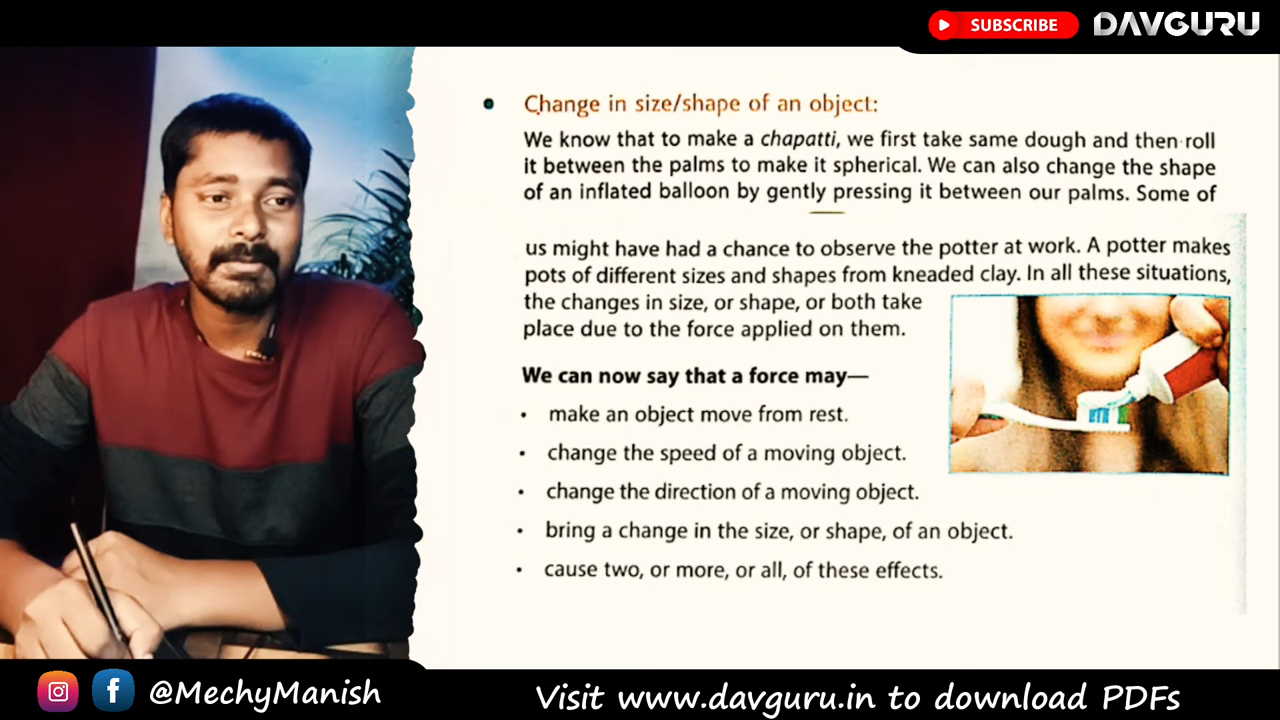 SUBSCRIBE DAVGURU
Change in size/shape of an object:
We know that to make a chapatti, we first take same dough and then roll
it between the palms to make it spherical. We can also change the shape
of an inflated balloon by gently pressing it between our palms. Some of
us might have had a chance to observe the potter at work. A potter makes
pots of different sizes and shapes from kneaded clay. In all these situations,
the changes in size, or shape, or both take
place due to the force applied on them.
We can now say that a force may—
• make an object move from rest.
• change the speed of a moving object.
• change the direction of a moving object.
• bring a change in the size, or shape, of an object.
• cause two, or more, or all, of these effects.
@MechyManish
Visit www.davguru.in to download PDFs